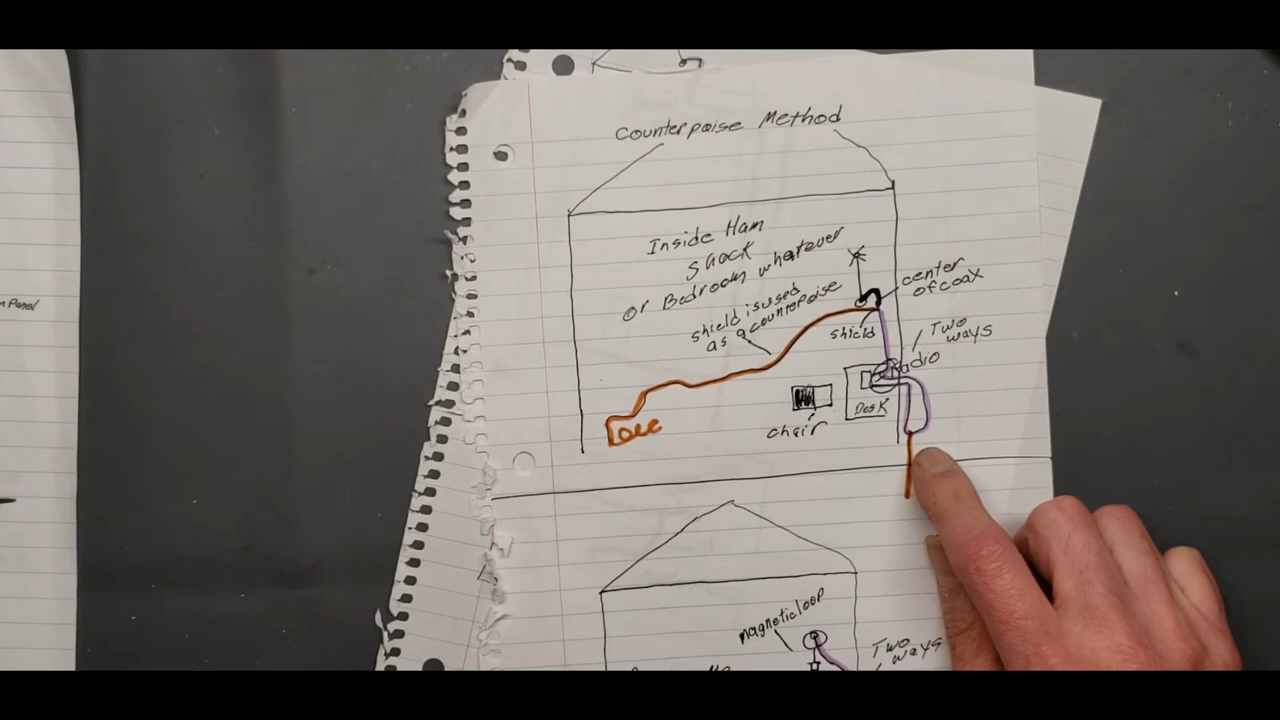 Counterpoise Method
Inside Ham
Shack
or Bedroom whatever
center
of coax
shield is used
as a counterpoise
shield
Two
ways
Radio
Desk
chair
n Panel
magnetic loop
Two
ways